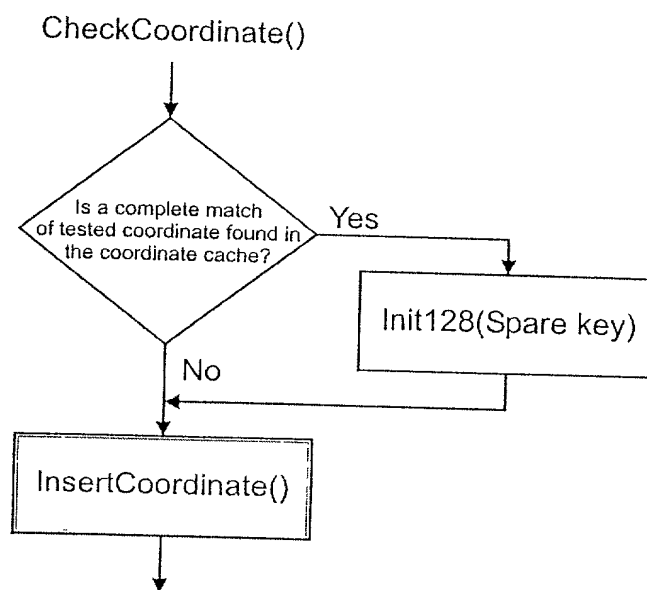 CheckCoordinate()
Is a complete match
of tested coordinate found in
the coordinate cache?
Yes
Init128(Spare key)
No
InsertCoordinate()